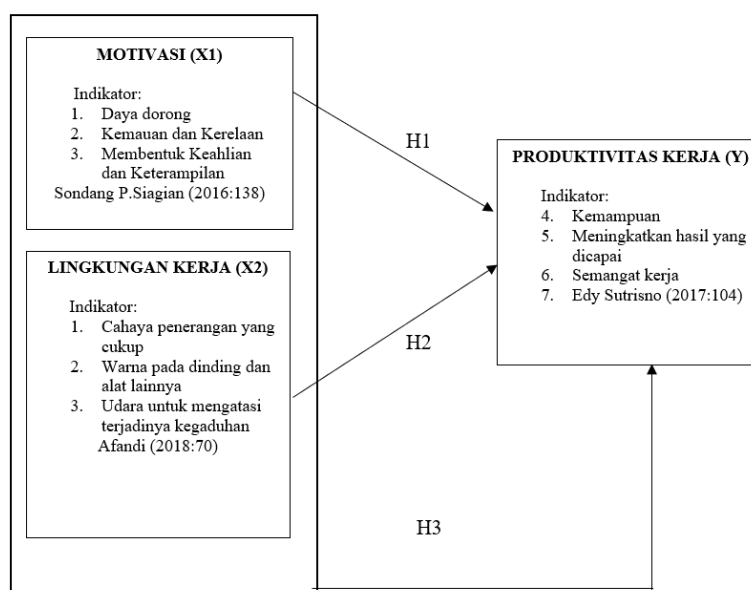 MOTIVASI (X1)
Indikator:
1. Daya dorong
2. Kemauan dan Kerelaan
3. Membentuk Keahlian
dan Keterampilan
Sondang P.Siagian (2016:138)
LINGKUNGAN KERJA (X2)
Indikator:
1. Cahaya penerangan yang
cukup
2. Warna pada dinding dan
alat lainnya
3. Udara untuk mengatasi
terjadinya kegaduhan
Afandi (2018:70)
H1
H2
H3
PRODUKTIVITAS KERJA (Y)
Indikator:
4. Kemampuan
5. Meningkatkan hasil yang
dicapai
6. Semangat kerja
7. Edy Sutrisno (2017:104)